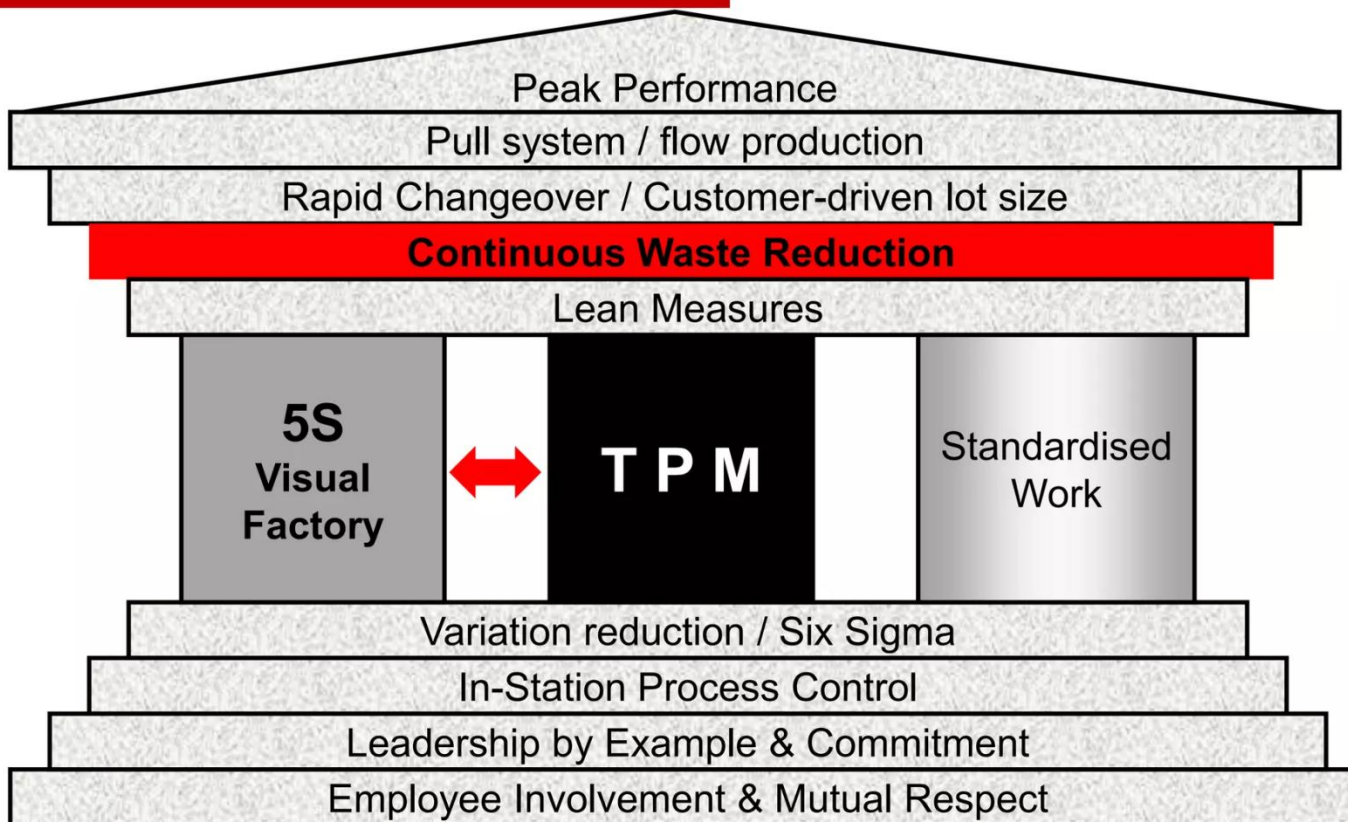 Peak Performance
Pull system / flow production
Rapid Changeover / Customer-driven lot size
Continuous Waste Reduction
Lean Measures
5S
Visual
Factory
T P M
Standardised
Work
Variation reduction / Six Sigma
In-Station Process Control
Leadership by Example & Commitment
Employee Involvement & Mutual Respect